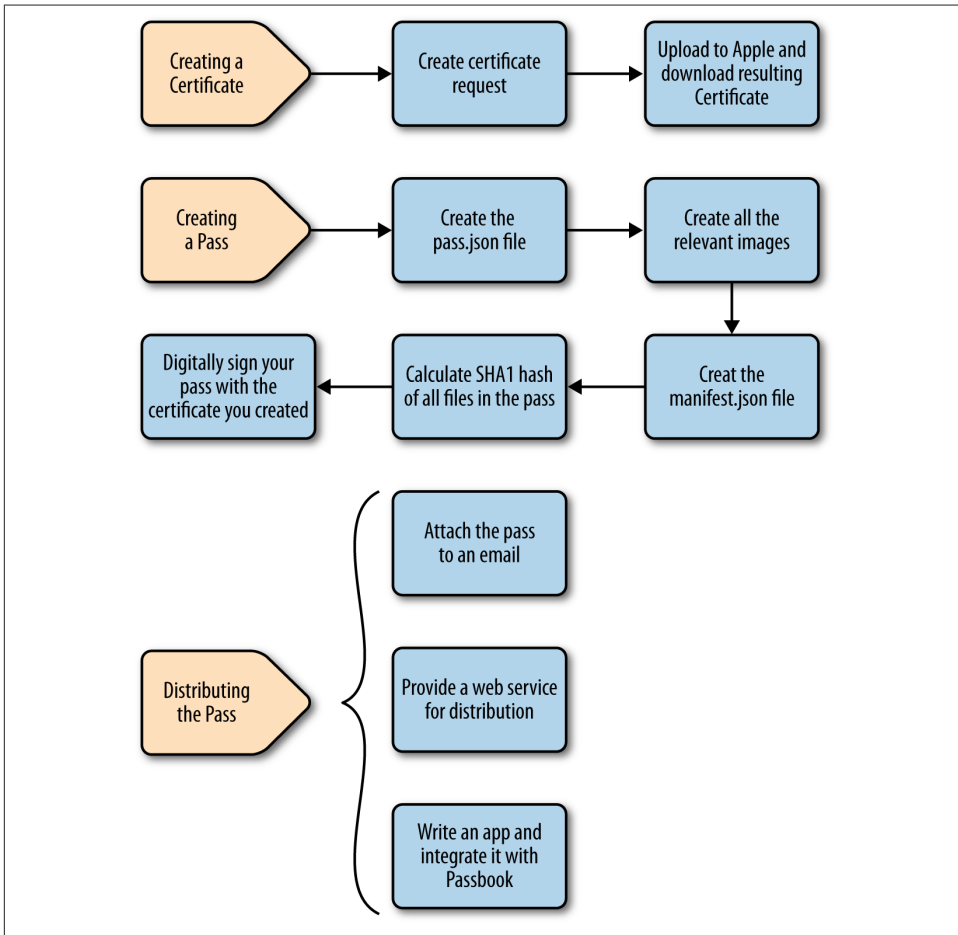 Creating a
Certificate
Create certificate
request
Upload to Apple and
download resulting
Certificate
Creating
a Pass
Create the
pass.json file
Create all the
relevant images
Digitally sign your
pass with the
certificate you created
Calculate SHA1 hash
of all files in the pass
Creat the
manifest.json file
Attach the pass
to an email
Distributing
the Pass
Provide a web service
for distribution
Write an app and
integrate it with
Passbook